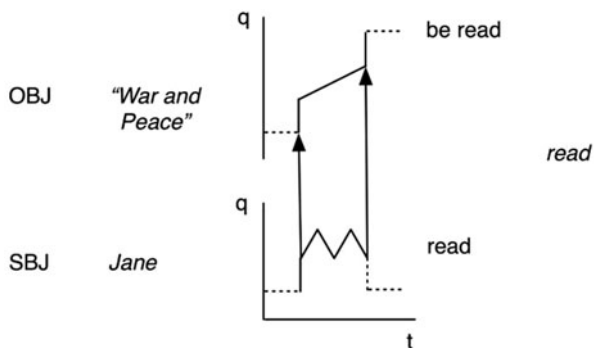 q
be read
OBJ "War and
Peace"
read
q
SBJ Jane read
t